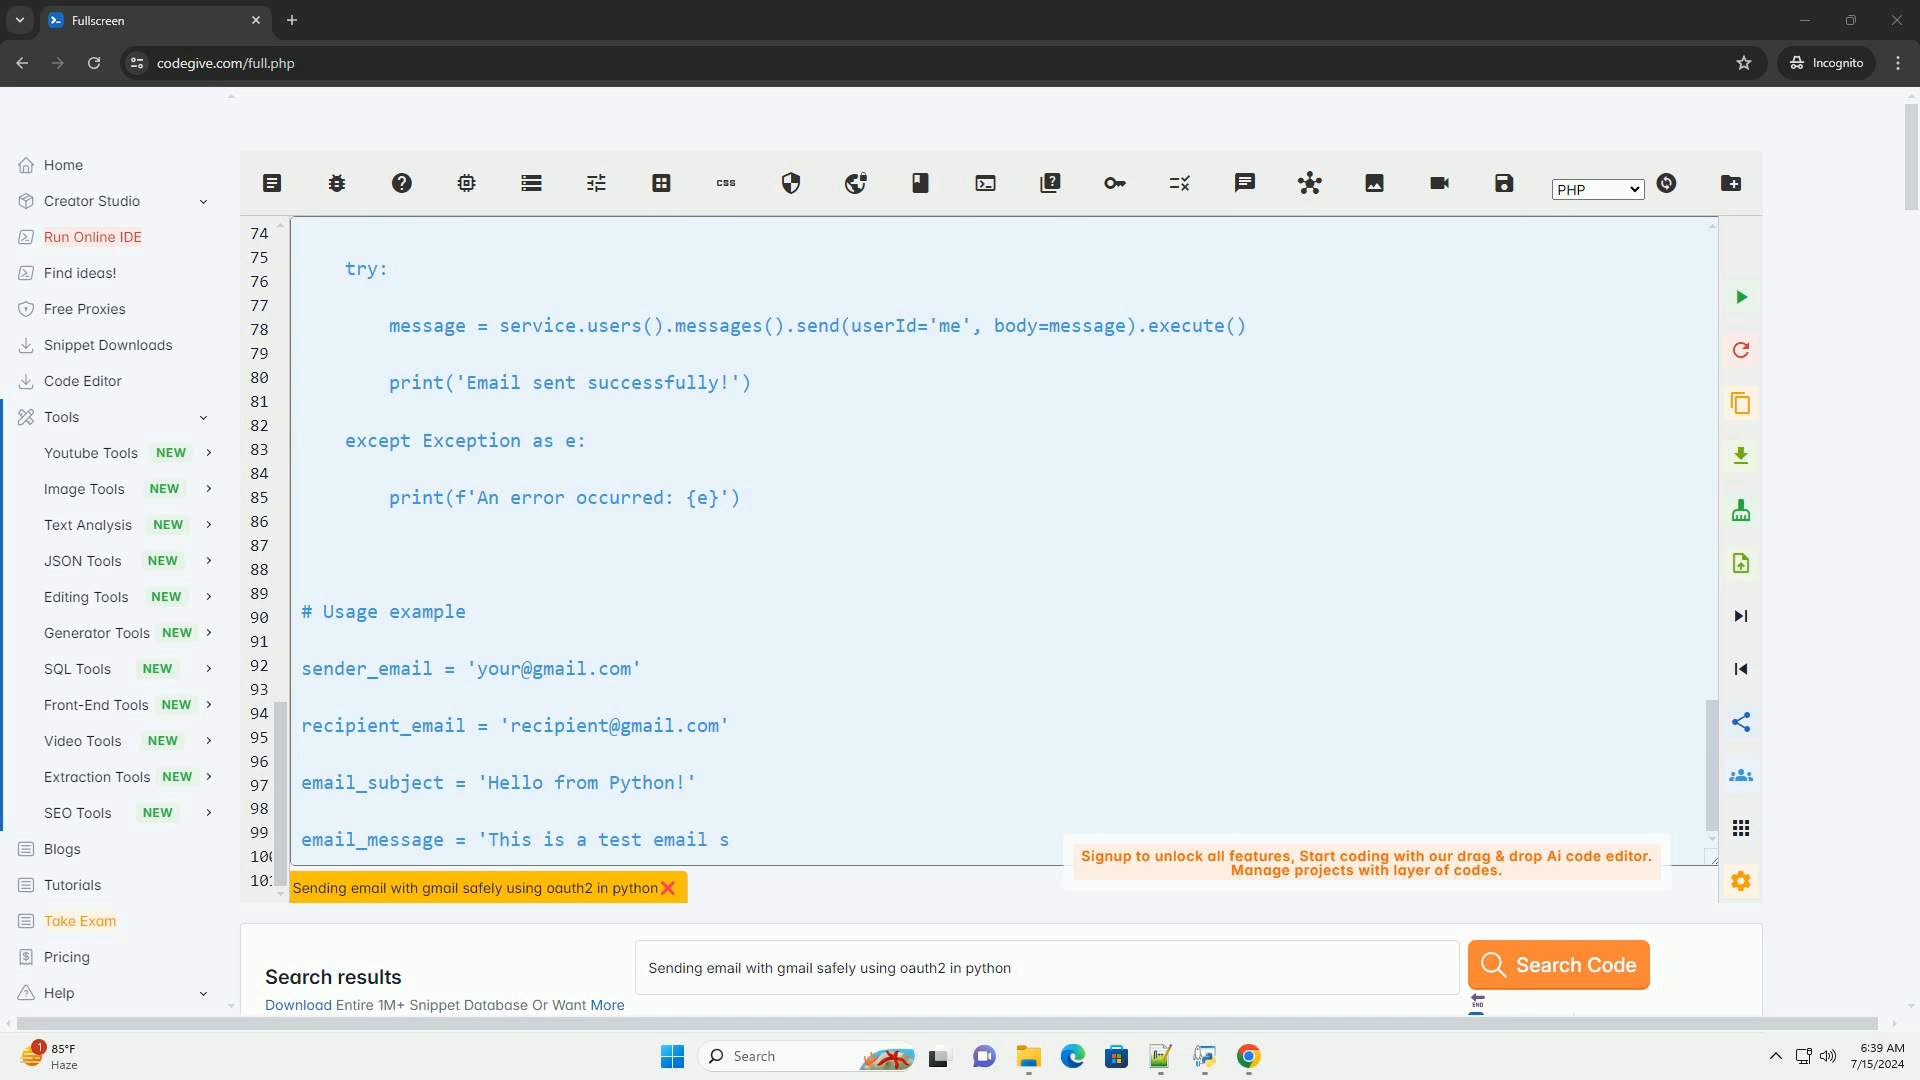 Fullscreen
codegive.com/full.php
Incognito
Home
Creator Studio
Run Online IDE
Find ideas!
Free Proxies
Snippet Downloads
Code Editor
Tools
Youtube Tools NEW
Image Tools NEW
Text Analysis NEW
JSON Tools NEW
Editing Tools NEW
Generator Tools NEW
SQL Tools NEW
Front-End Tools NEW
Video Tools NEW
Extraction Tools NEW
SEO Tools NEW
Blogs
Tutorials
Take Exam
Pricing
Help
css
PHP
74
75
76
77
78
79
80
81
82
83
84
85
86
87
88
89
90
91
92
93
94
95
96
97
98
99
try:
message = service.users().messages().send(userId='me', body=message).execute()
print('Email sent successfully!')
except Exception as e:
print(f'An error occurred: {e}')
# Usage example
sender_email = 'your@gmail.com'
recipient_email = 'recipient@gmail.com'
email_subject = 'Hello from Python!'
email_message = 'This is a test email s
Signup to unlock all features, Start coding with our drag & drop Ai code editor.
Manage projects with layer of codes.
Sending email with gmail safely using oauth2 in python
Search results
Download Entire 1M+ Snippet Database Or Want More
Sending email with gmail safely using oauth2 in python
Search Code
END
1
85°F
Haze
Search
6:39 AM
7/15/2024